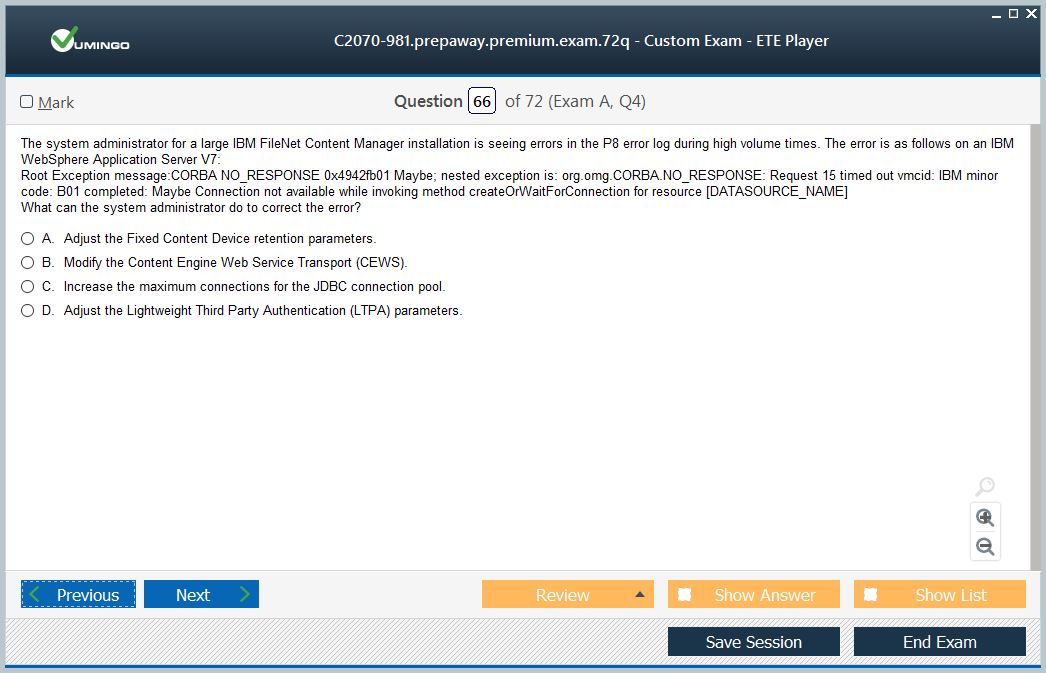 VUMINGO
C2070-981.prepaway.premium.exam.72q - Custom Exam - ETE Player
Mark
Question 66 of 72 (Exam A, Q4)
The system administrator for a large IBM FileNet Content Manager installation is seeing errors in the P8 error log during high volume times. The error is as follows on an IBM
WebSphere Application Server V7:
Root Exception message:CORBA NO_RESPONSE 0x4942fb01 Maybe; nested exception is: org.omg.CORBA.NO_RESPONSE: Request 15 timed out vmcid: IBM minor
code: B01 completed: Maybe Connection not available while invoking method createOrWaitForConnection for resource [DATASOURCE_NAME]
What can the system administrator do to correct the error?
A. Adjust the Fixed Content Device retention parameters.
B. Modify the Content Engine Web Service Transport (CEWS).
C. Increase the maximum connections for the JDBC connection pool.
D. Adjust the Lightweight Third Party Authentication (LTPA) parameters.
Previous
Next
Review
Show Answer
Show List
Save Session
End Exam